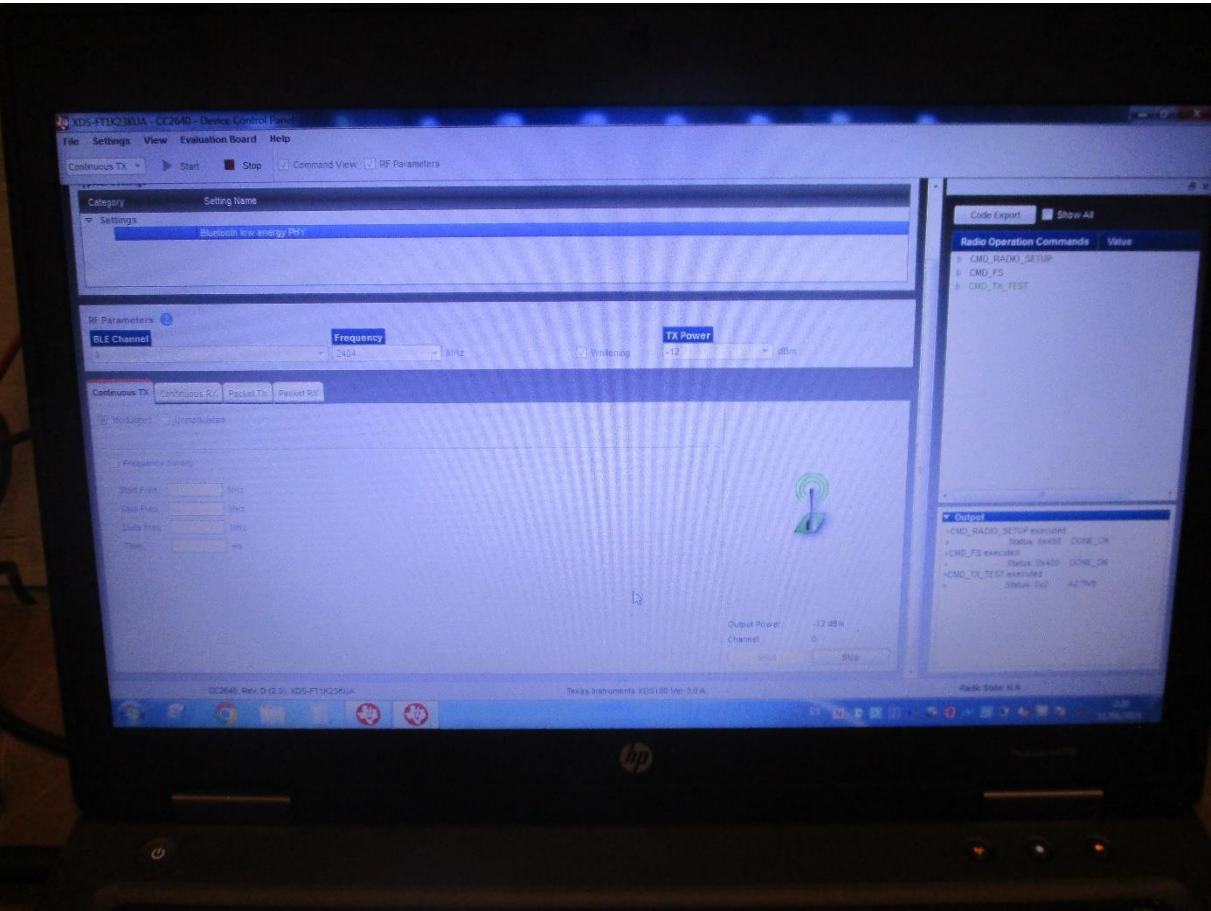 XDS-FT1K23KUA - CC2640 - Device Control Panel
File Settings View Evaluation Board Help
Continuous TX Start Stop Command View RF Parameters
Category Setting Name
Settings
Bluetooth low energy PHY
Code Export Show All
Radio Operation Commands Value
CMD_RADIO_SETUP
CMD_FS
CMD_TX_TEST
RF Parameters
BLE Channel Frequency TX Power
2404 MHz Whitening -12 dBm
Continuous TX Continuous RX Packet TX Packet RX
Modulated Unmodulated
Frequency Survey
Start Freq. MHz
Stop Freq. MHz
Delta Freq. MHz
Time: ms
Output
>CMD_RADIO_SETUP executed
> Status: 0x400 DONE_OK
>CMD_FS executed
> Status: 0x400 DONE_OK
>CMD_TX_TEST executed
> Status: 0x2 ACTIVE
Output Power: -12 dBm
Channel: 0
Start Stop
CC2640, Rev. D (2.3), XDS-FT1K23KUA Texas Instruments XDS100 Ver 3.0 A Radio State: N.A.
hp